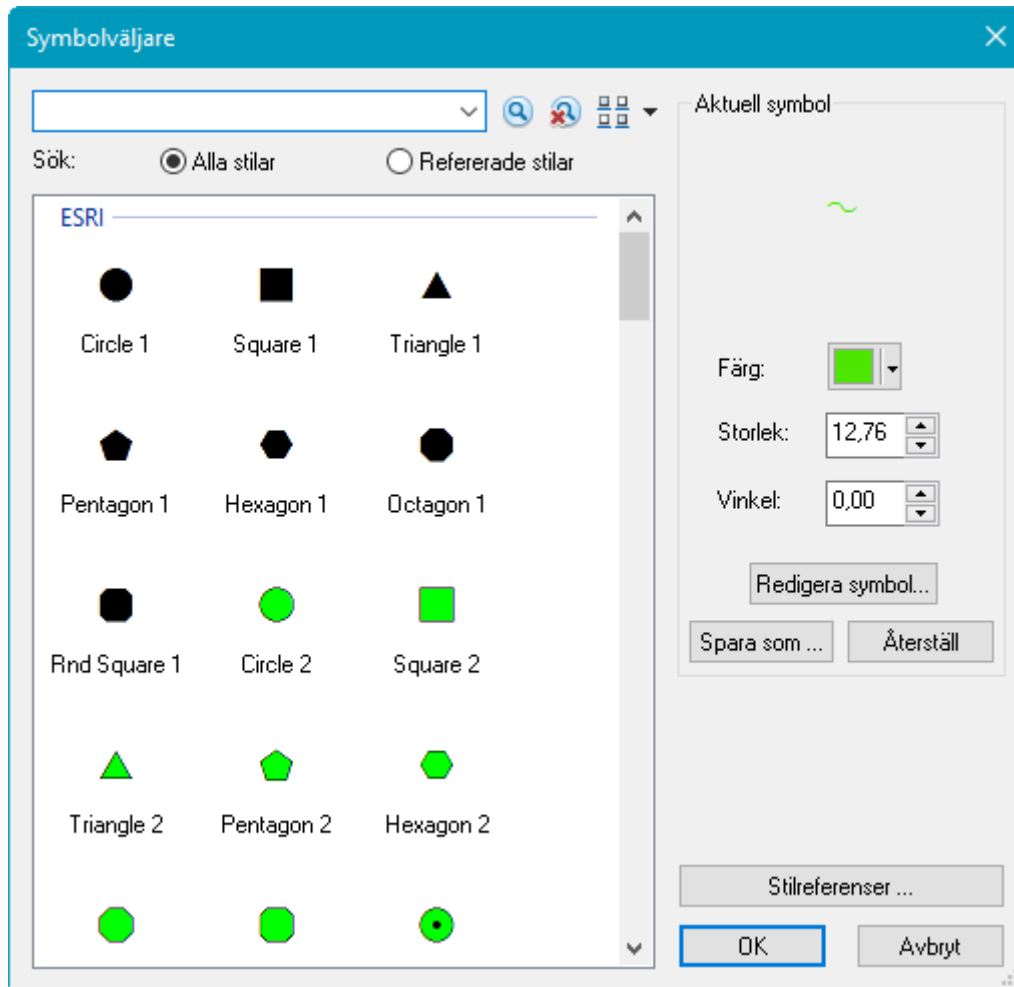 Symbolväljare
Sök:
Alla stilar
Refererade stilar
ESRI
Circle 1
Square 1
Triangle 1
Pentagon 1
Hexagon 1
Octagon 1
Rnd Square 1
Circle 2
Square 2
Triangle 2
Pentagon 2
Hexagon 2
Aktuell symbol
Färg:
Storlek:
12,76
Vinkel:
0,00
Redigera symbol...
Spara som ...
Återställ
Stilreferenser ...
OK
Avbryt